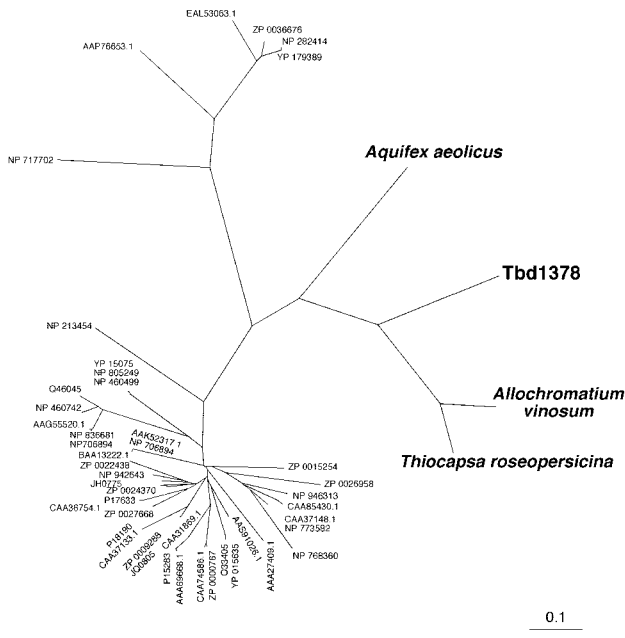 EAL53063.1
ZP 0036676
NP 282414
YP 179389
AAP76653.1
NP 717702
Aquifex aeolicus
Tbd1378
NP 213454
YP 15075
NP 805249
NP 460499
Q46045
NP 460742
AAG55520.1
NP 836681
NP706894
AAK52317.1
NP 706894
BAA13222.1
ZP 0022438
NP 942643
JH0775
ZP 0024370
P17633
CAA36754.1
ZP 0027668
P18190
CAA37133.1
ZP 0009288
JQ0805
CAA31869.1
P15283
AAA69668.1
CAA74586.1
ZP 0000767
Q33405
YP 015635
AAS91026.1
AAA27409.1
ZP 0015254
ZP 0026958
NP 946313
CAA85430.1
CAA37148.1
NP 773582
NP 768360
Allochromatium
vinosum
Thiocapsa roseopersicina
0.1